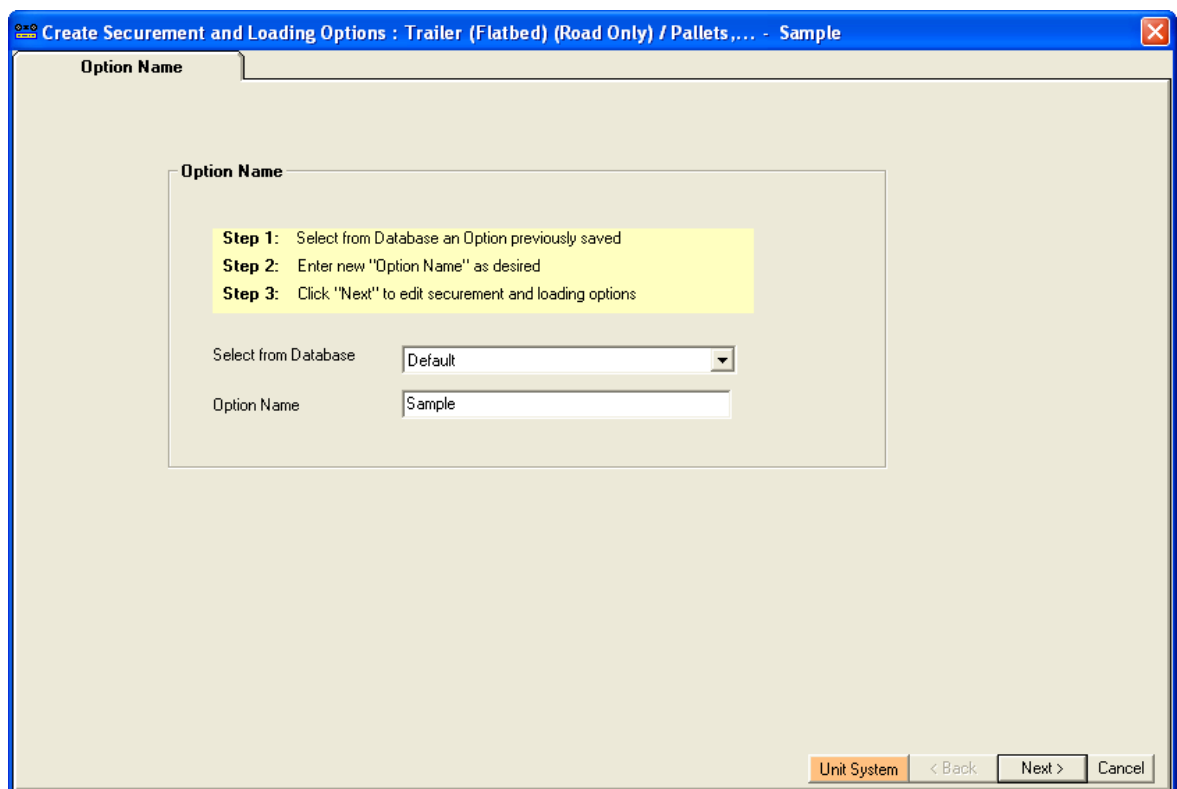 Create Securement and Loading Options : Trailer (Flatbed) (Road Only) / Pallets,... - Sample
Option Name
Option Name
Step 1: Select from Database an Option previously saved
Step 2: Enter new "Option Name" as desired
Step 3: Click "Next" to edit securement and loading options
Select from Database Default
Option Name Sample
Unit System < Back Next > Cancel